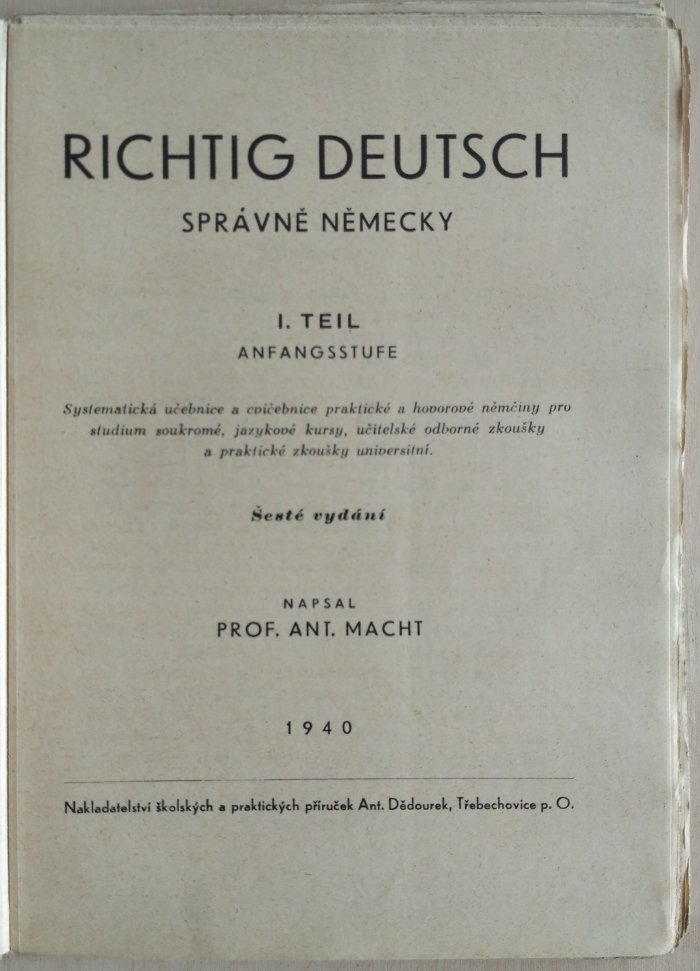 RICHTIG DEUTSCH
SPRÁVNĚ NĚMECKY
I. TEIL
ANFANGSSTUFE
Systematická učebnice a cvičebnice praktické a hovorové němčiny pro
studium soukromé, jazykové kursy, učitelské odborné zkoušky
a praktické zkoušky universitní.
Šesté vydání
NAPSAL
PROF. ANT. MACHT
1940
Nakladatelství školských a praktických příruček Ant. Dědourek, Třebechovice p. O.